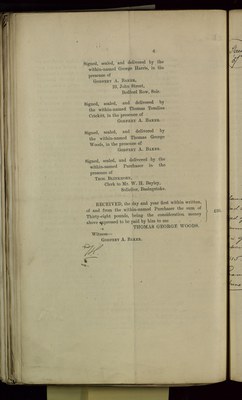 Signed, sealed, and delivered by the
within-named George Harris, in the
presence of
GODFREY A. BAKER,
10, John Street,
Bedford Row, Sols.
Signed, sealed, and delivered by
the within-named Thomas Tomlins
in the presence of
GODFREY A. BAKER.
Signed, sealed, and delivered by
the within-named Thomas George
Woods, in the presence of
GODFREY A. BAKER.
Signed, sealed, and delivered by the
within-named Purchaser in the
presence of
THOS.
Clerk to Mr. W. H. Bayley,
Solicitor, Basingstoke.
RECEIVED the day and year first within written,
of and from the within-named Purchaser the sum of
Thirty-eight pounds, being the consideration money
above expressed to be paid by him to me.
THOMAS GEORGE WOODS.
Witness—
GODFREY A. BAKER.